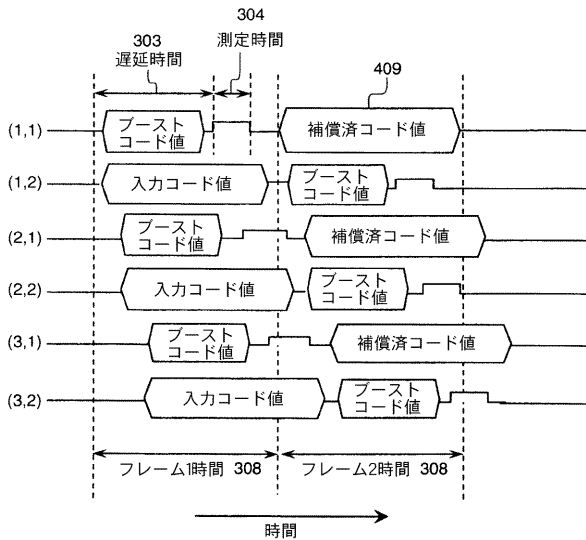 304
303
測定時間
遅延時間
409
(1,1)
ブースト
コード値
補償済コード値
(1,2)
入力コード値
ブースト
コード値
(2,1)
ブースト
コード値
補償済コード値
(2,2)
入力コード値
ブースト
コード値
(3,1)
ブースト
コード値
補償済コード値
(3,2)
入力コード値
ブースト
コード値
フレーム1時間 308
フレーム2時間 308
時間